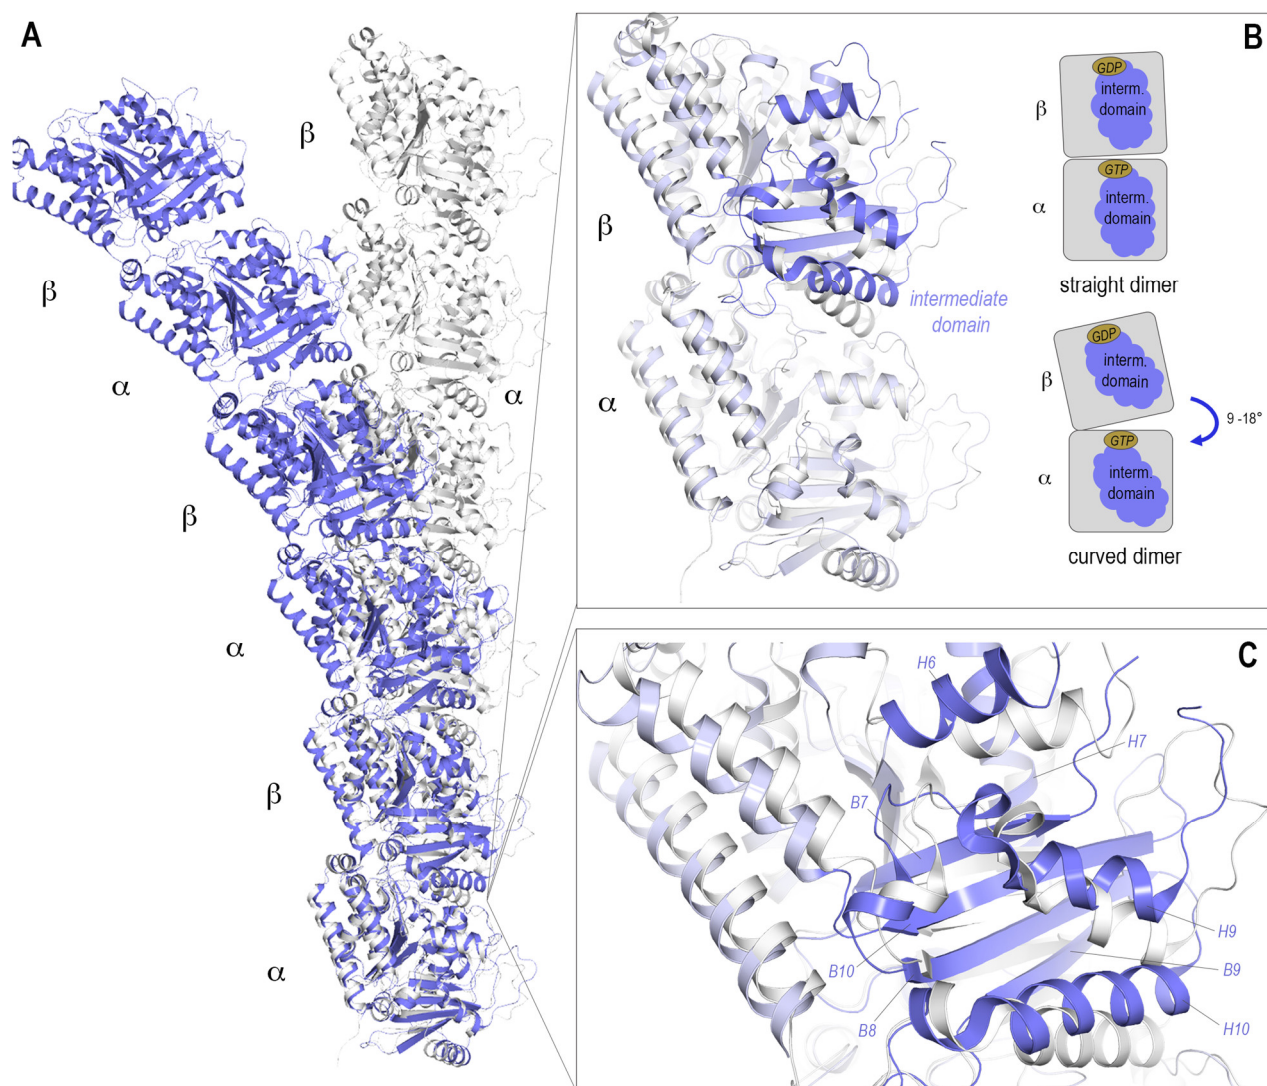 A
β
β
β
α
α
β
α
β
α
B
β
α
intermediate
domain
β
GDP
interm.
domain
α
GTP
interm.
domain
straight dimer
β
GDP
interm.
domain
9 -18°
α
GTP
interm.
domain
curved dimer
C
H6
H7
B7
H9
B10
B9
B8
H10